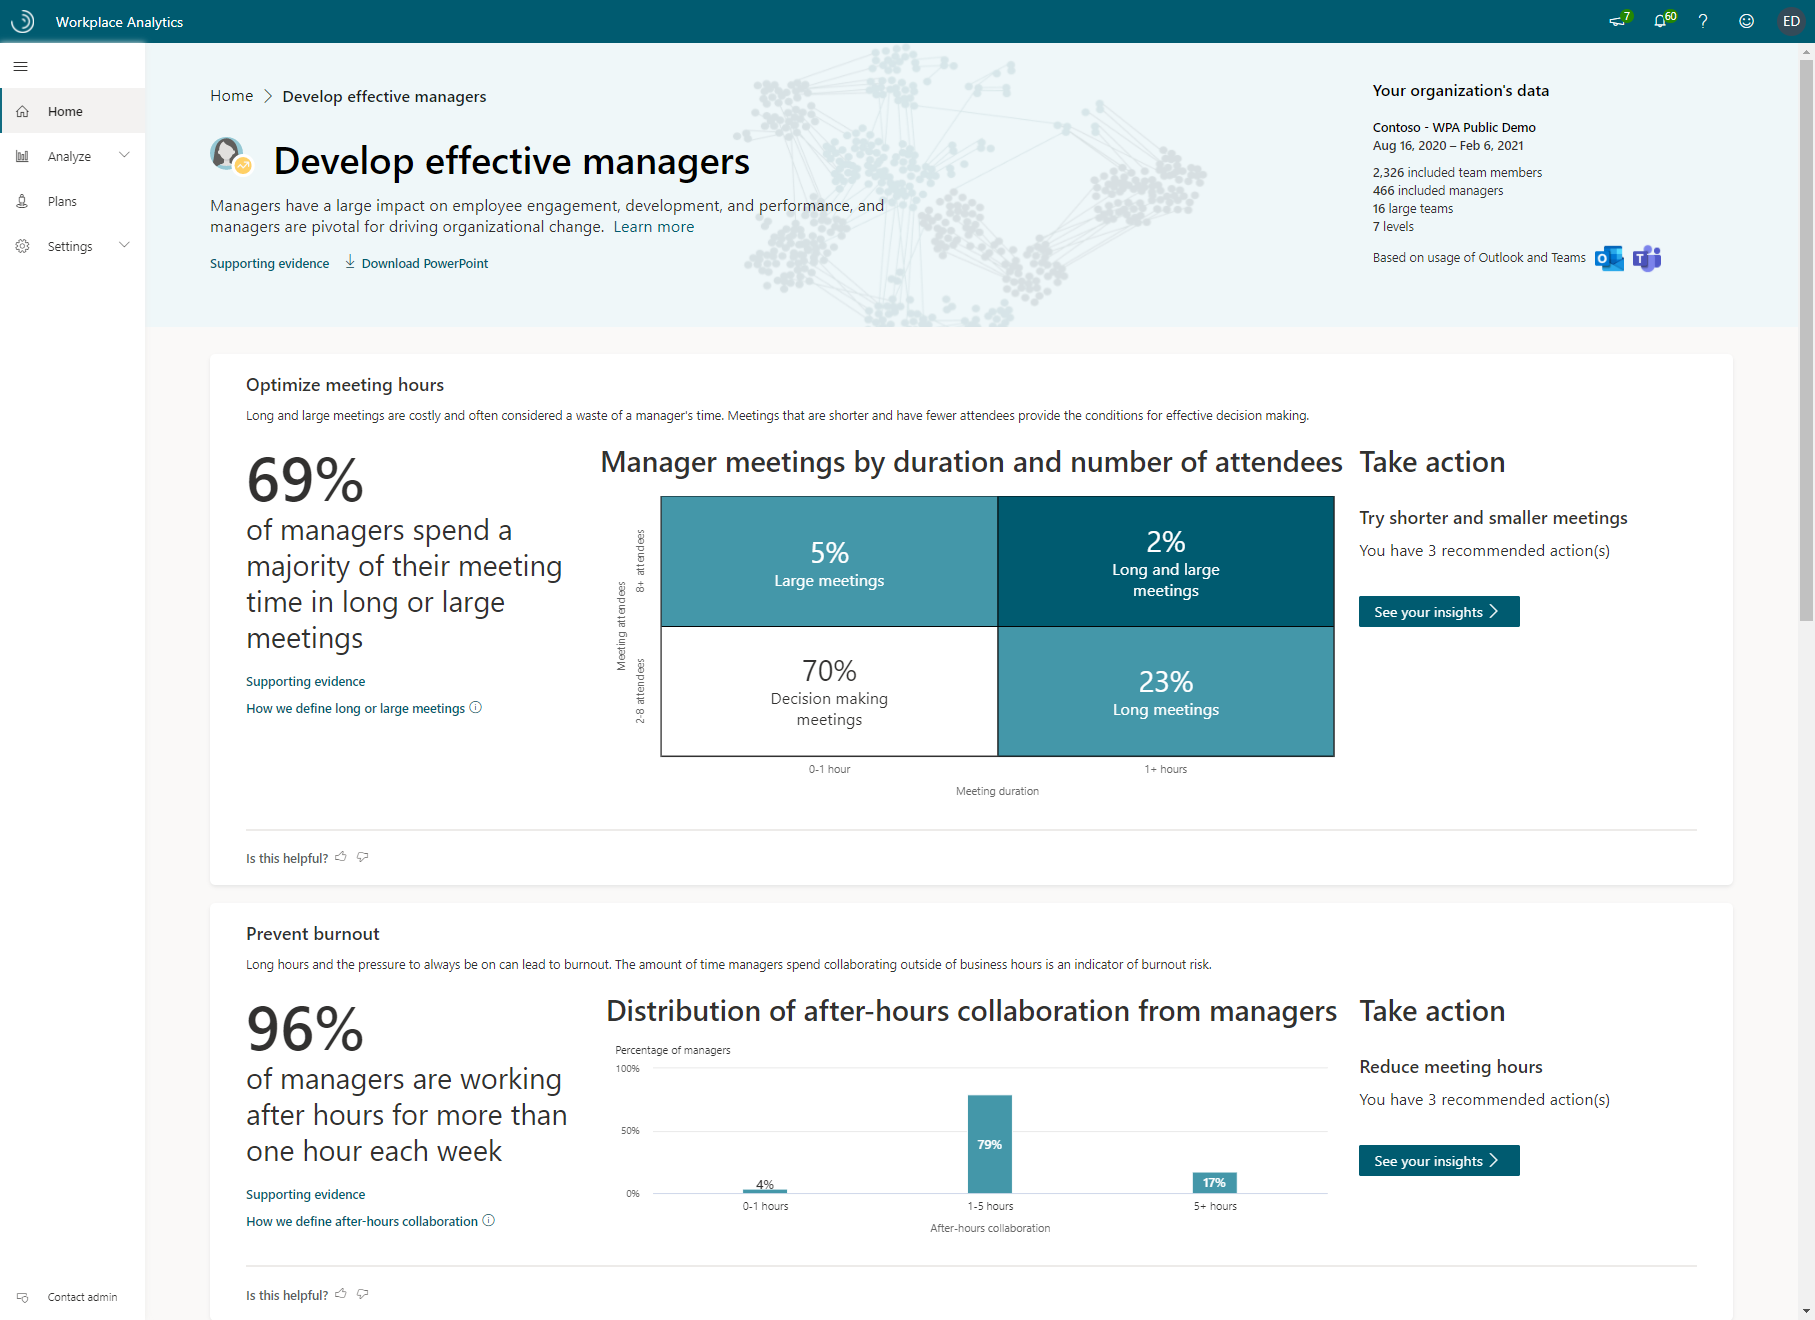 Workplace Analytics
7
60
?
ED
Home
Analyze
Plans
Settings
Contact admin
Home > Develop effective managers
Develop effective managers
Managers have a large impact on employee engagement, development, and performance, and
managers are pivotal for driving organizational change. Learn more
Supporting evidence
Download PowerPoint
Your organization's data
Contoso - WPA Public Demo
Aug 16, 2020 – Feb 6, 2021
2,326 included team members
466 included managers
16 large teams
7 levels
Based on usage of Outlook and Teams
Optimize meeting hours
Long and large meetings are costly and often considered a waste of a manager's time. Meetings that are shorter and have fewer attendees provide the conditions for effective decision making.
69%
of managers spend a
majority of their meeting
time in long or large
meetings
Supporting evidence
How we define long or large meetings
Manager meetings by duration and number of attendees
Meeting attendees
8+ attendees
2-8 attendees
5%
Large meetings
2%
Long and large
meetings
70%
Decision making
meetings
23%
Long meetings
0-1 hour
1+ hours
Meeting duration
Take action
Try shorter and smaller meetings
You have 3 recommended action(s)
See your insights >
Is this helpful?
Prevent burnout
Long hours and the pressure to always be on can lead to burnout. The amount of time managers spend collaborating outside of business hours is an indicator of burnout risk.
96%
of managers are working
after hours for more than
one hour each week
Supporting evidence
How we define after-hours collaboration
Distribution of after-hours collaboration from managers
Percentage of managers
100%
50%
0%
4%
79%
17%
0-1 hours
1-5 hours
5+ hours
After-hours collaboration
Take action
Reduce meeting hours
You have 3 recommended action(s)
See your insights >
Is this helpful?